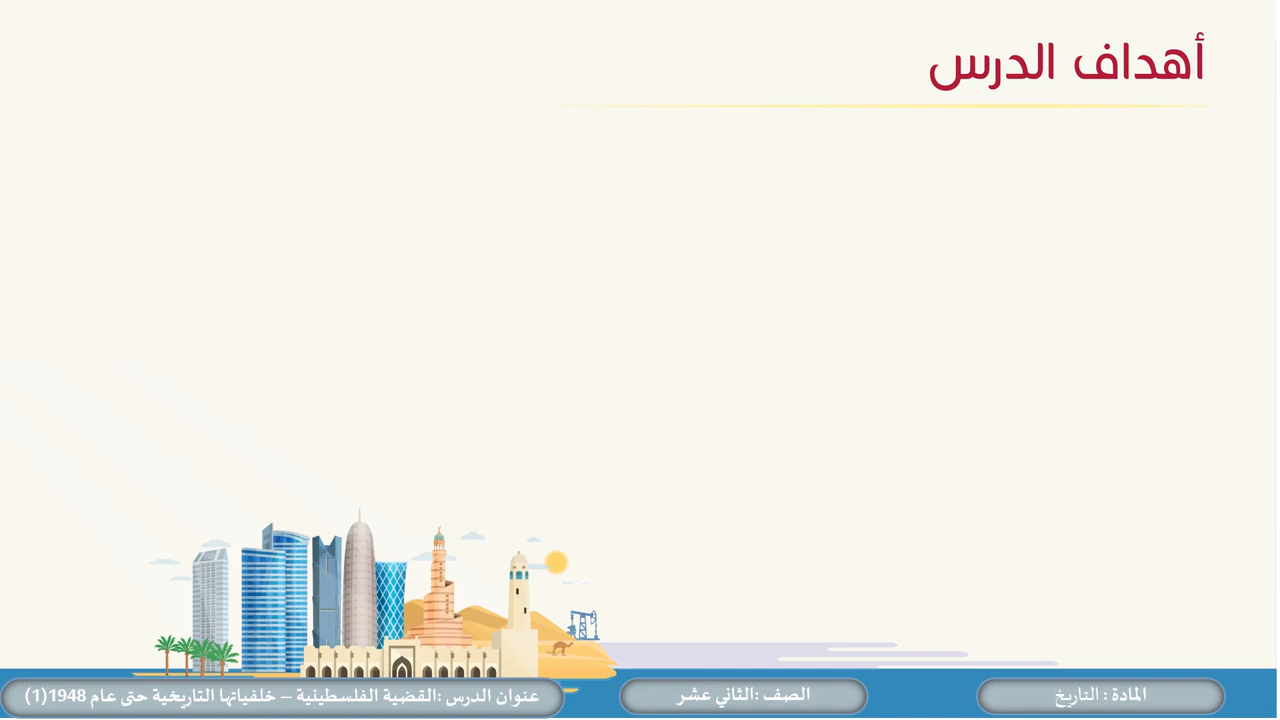 أهداف الدرس
المادة : التاريخ
الصف :الثاني عشر
عنوان الدرس :القضية الفلسطينية – خلفياتها التاريخية حتى عام 1948(1)